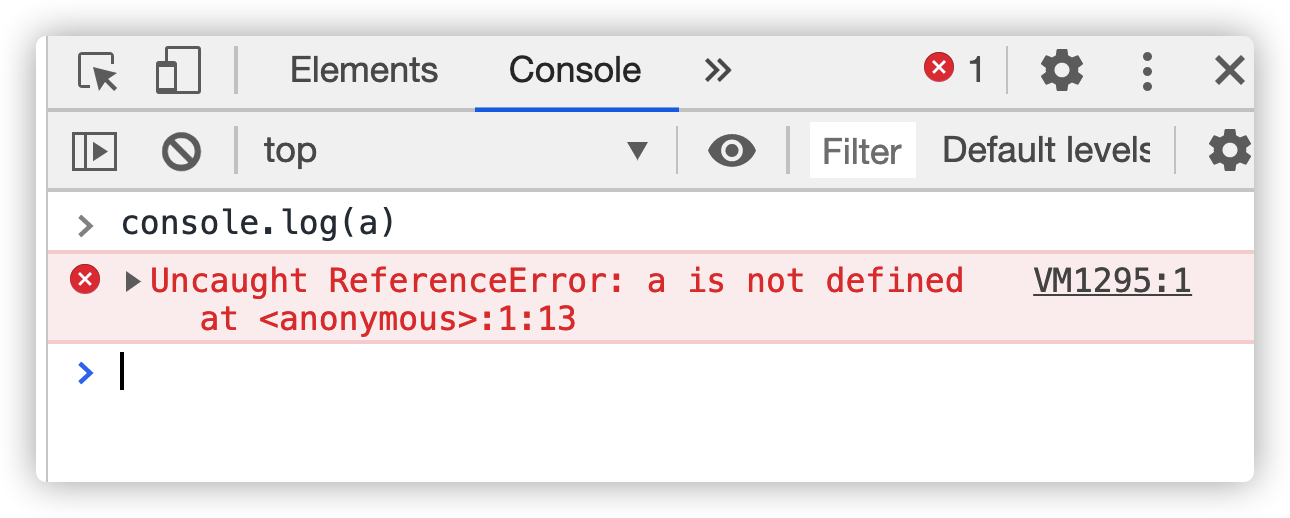 Elements Console 1
top Filter Default levels
console.log(a)
Uncaught ReferenceError: a is not defined VM1295:1
at <anonymous>:1:13